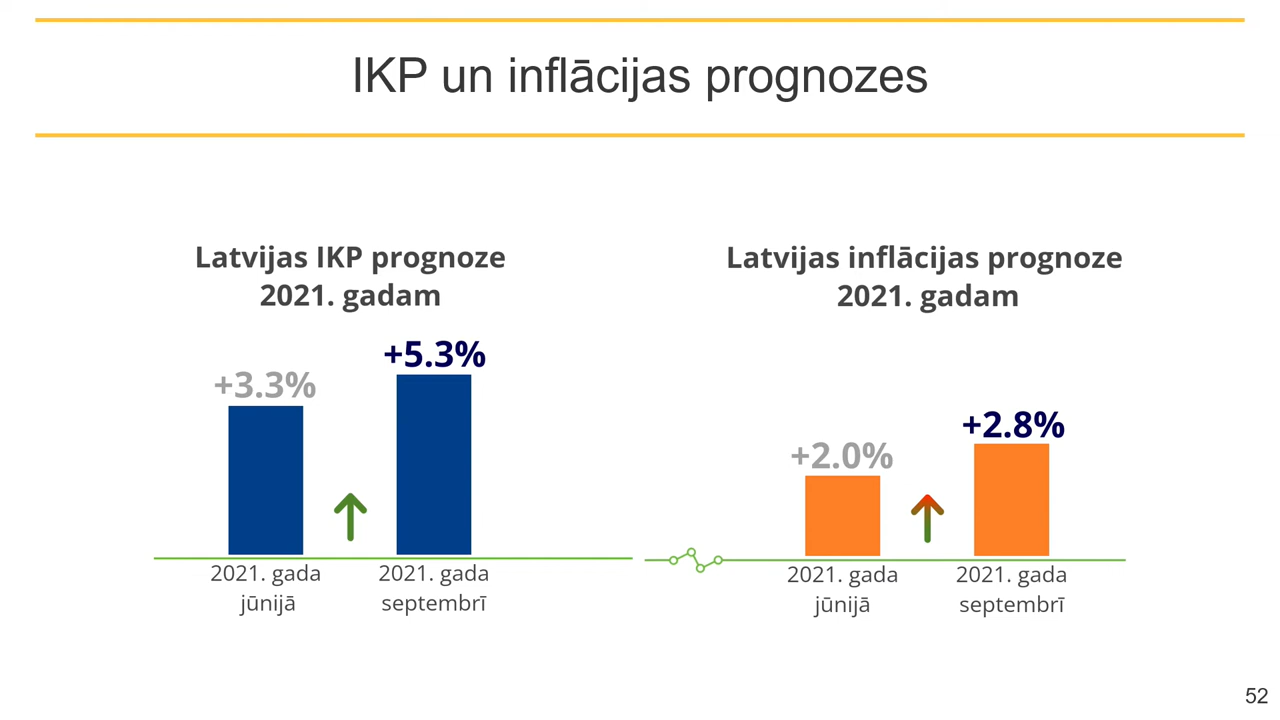 IKP un inflācijas prognozes
Latvijas IKP prognoze
2021. gadam
+3.3%
+5.3%
2021. gada
jūnijā
2021. gada
septembrī
Latvijas inflācijas prognoze
2021. gadam
+2.0%
+2.8%
2021. gada
jūnijā
2021. gada
septembrī
52